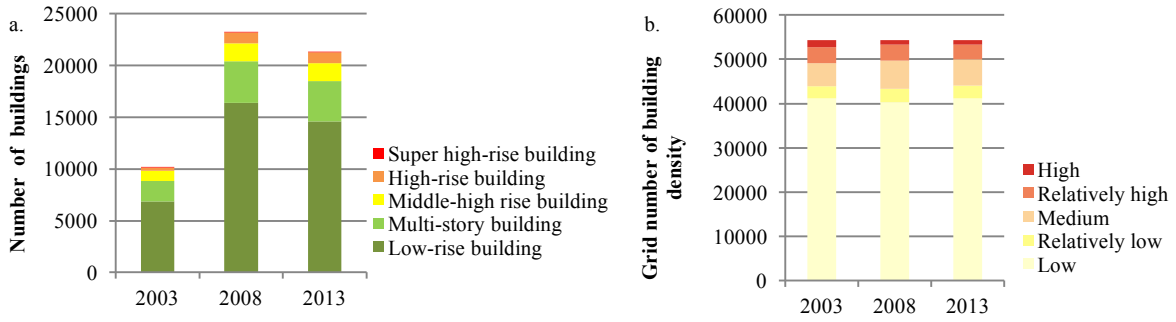 a.
Number of buildings
25000
20000
15000
10000
5000
0
2003
2008
2013
Super high-rise building
High-rise building
Middle-high rise building
Multi-story building
Low-rise building
b.
Grid number of building
density
60000
50000
40000
30000
20000
10000
0
2003
2008
2013
High
Relatively high
Medium
Relatively low
Low